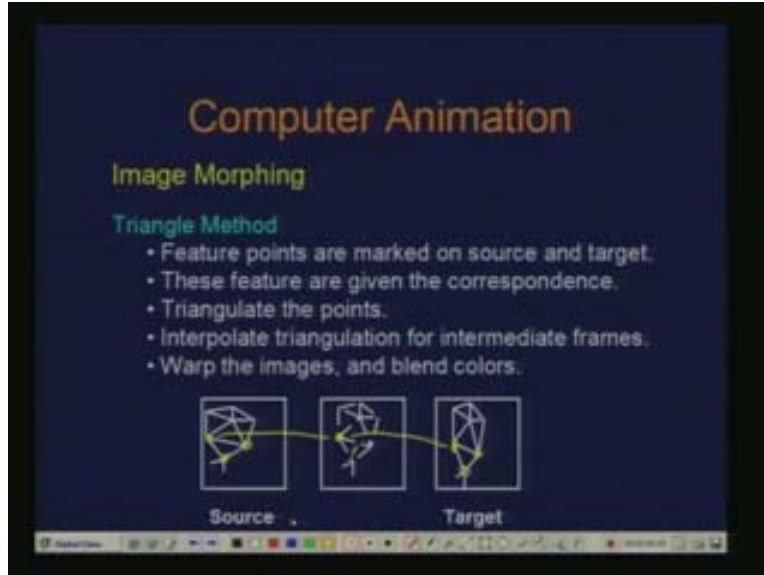 Computer Animation
Image Morphing
Triangle Method
• Feature points are marked on source and target.
• These feature are given the correspondence.
• Triangulate the points.
• Interpolate triangulation for intermediate frames.
• Warp the images, and blend colors.
Source
Target